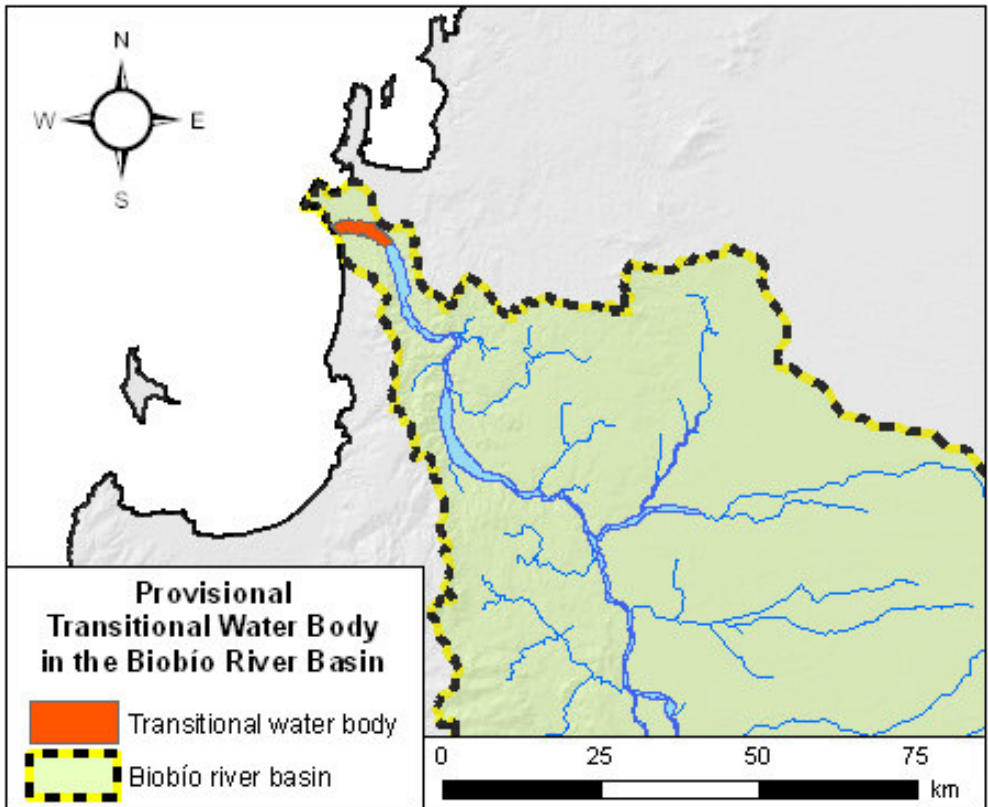 N
W E
S
Provisional
Transitional Water Body
in the Biobío River Basin
Transitional water body
Biobío river basin
0 25 50 75
km